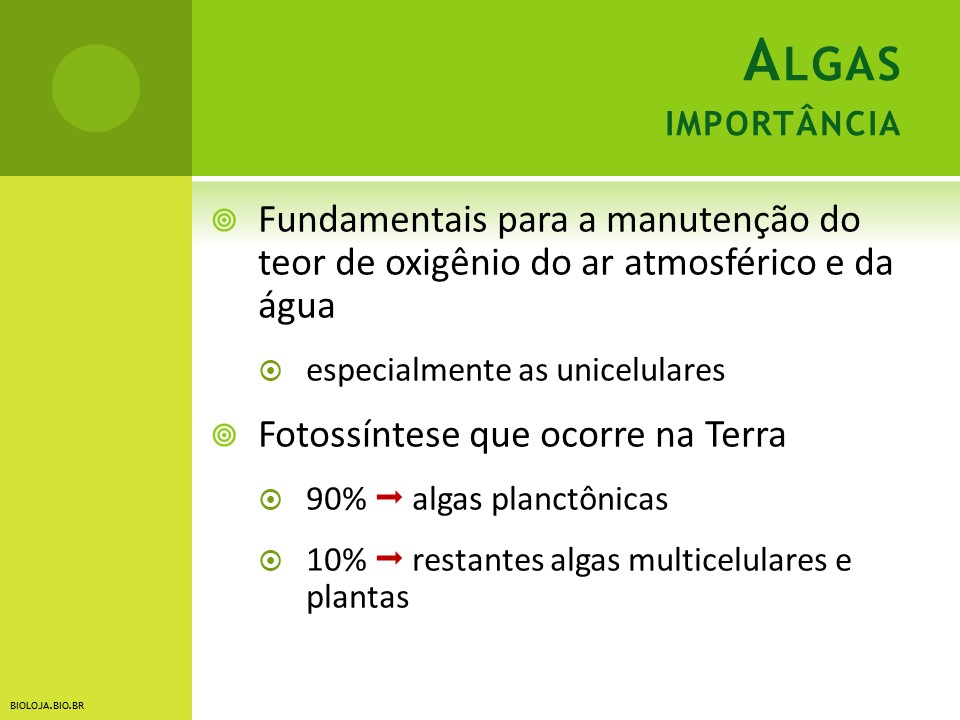 ALGAS
IMPORTÂNCIA
Fundamentais para a manutenção do
teor de oxigênio do ar atmosférico e da
água
especialmente as unicelulares
Fotossíntese que ocorre na Terra
90% ➞ algas planctônicas
10% ➞ restantes algas multicelulares e
plantas
BIOLOJA.BIO.BR